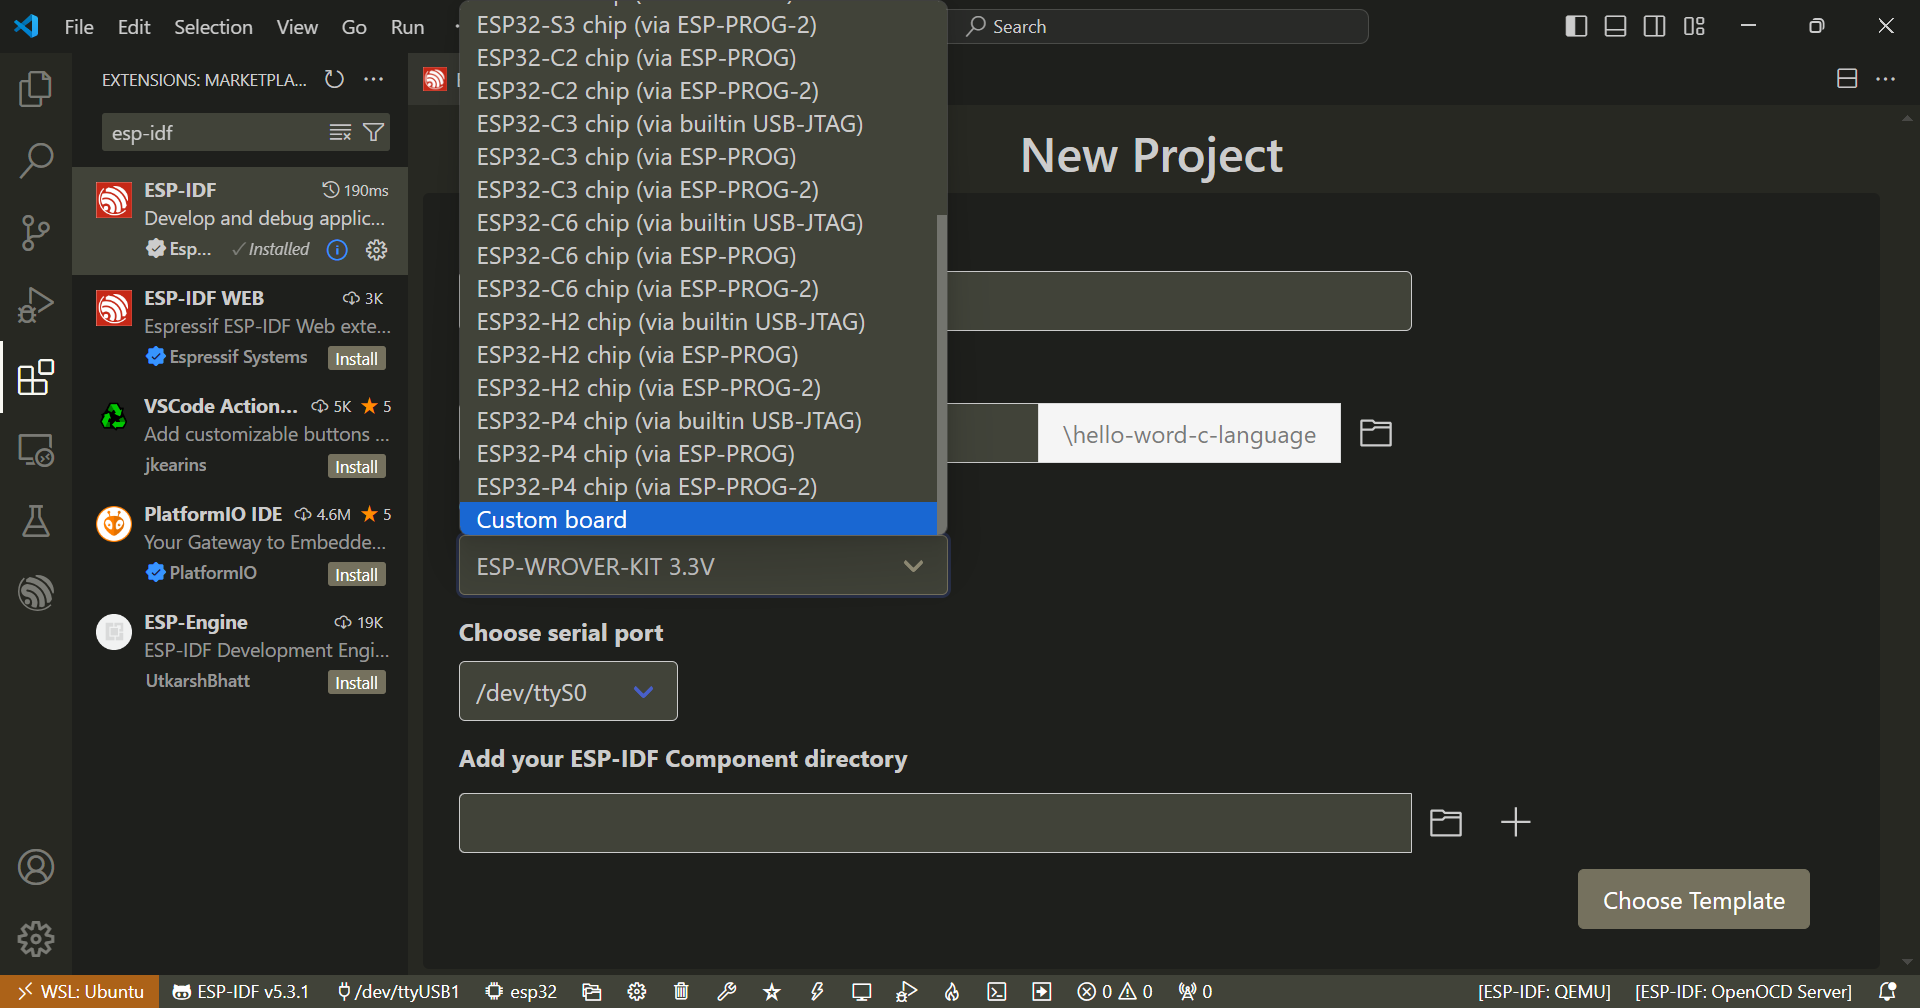 File Edit Selection View Go Run
Search
EXTENSIONS: MARKETPLA...
esp-idf
ESP-IDF 190ms
Develop and debug applic...
Esp... Installed
ESP-IDF WEB 3K
Espressif ESP-IDF Web exte...
Espressif Systems Install
VSCode Action... 5K 5
Add customizable buttons ...
jkearins Install
PlatformIO IDE 4.6M 5
Your Gateway to Embedde...
PlatformIO Install
ESP-Engine 19K
ESP-IDF Development Engi...
UtkarshBhatt Install
ESP32-S3 chip (via ESP-PROG-2)
ESP32-C2 chip (via ESP-PROG)
ESP32-C2 chip (via ESP-PROG-2)
ESP32-C3 chip (via builtin USB-JTAG)
ESP32-C3 chip (via ESP-PROG)
ESP32-C3 chip (via ESP-PROG-2)
ESP32-C6 chip (via builtin USB-JTAG)
ESP32-C6 chip (via ESP-PROG)
ESP32-C6 chip (via ESP-PROG-2)
ESP32-H2 chip (via builtin USB-JTAG)
ESP32-H2 chip (via ESP-PROG)
ESP32-H2 chip (via ESP-PROG-2)
ESP32-P4 chip (via builtin USB-JTAG)
ESP32-P4 chip (via ESP-PROG)
ESP32-P4 chip (via ESP-PROG-2)
Custom board
ESP-WROVER-KIT 3.3V
New Project
\hello-word-c-language
Choose serial port
/dev/ttyS0
Add your ESP-IDF Component directory
Choose Template
WSL: Ubuntu ESP-IDF v5.3.1 /dev/ttyUSB1 esp32 0 0 0 [ESP-IDF: QEMU] [ESP-IDF: OpenOCD Server]